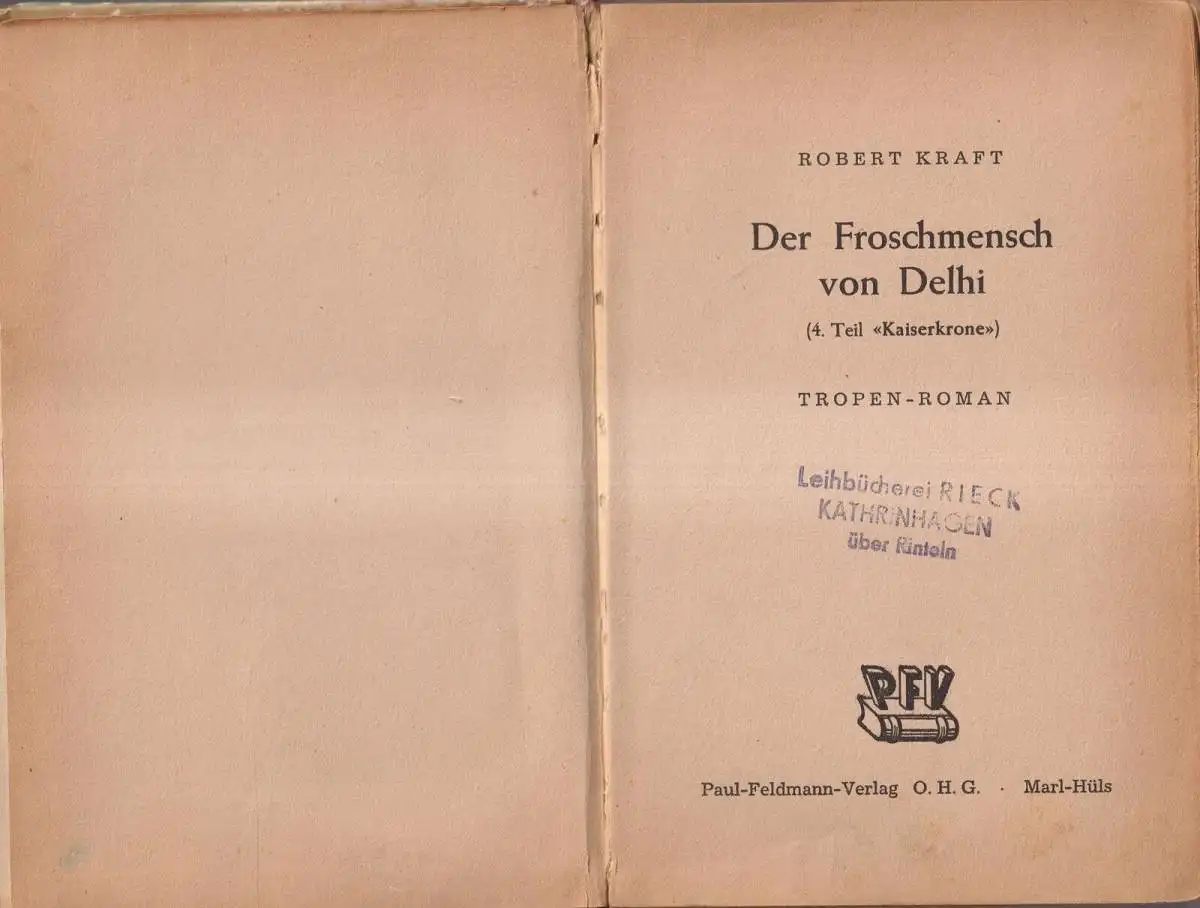 ROBERT KRAFT
Der Froschmensch
von Delhi
(4. Teil «Kaiserkrone»)
TROPEN-ROMAN
Leihbücherei RIECK
KATHRINHAGEN
über Rinteln
PFV
Paul-Feldmann-Verlag O. H. G. · Marl-Hüls